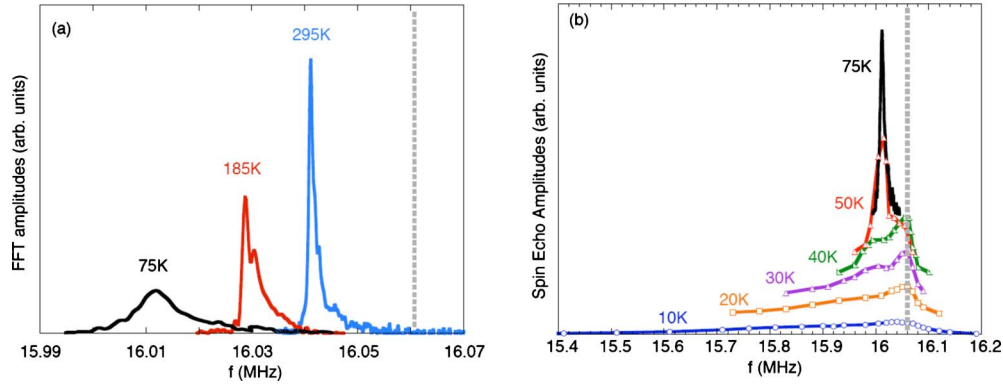 (a)
295K
185K
75K
FFT amplitudes (arb. units)
15.99 16.01 16.03 16.05 16.07
f (MHz)
(b)
75K
50K
40K
30K
20K
10K
Spin Echo Amplitudes (arb. units)
15.4 15.5 15.6 15.7 15.8 15.9 16 16.1 16.2
f (MHz)